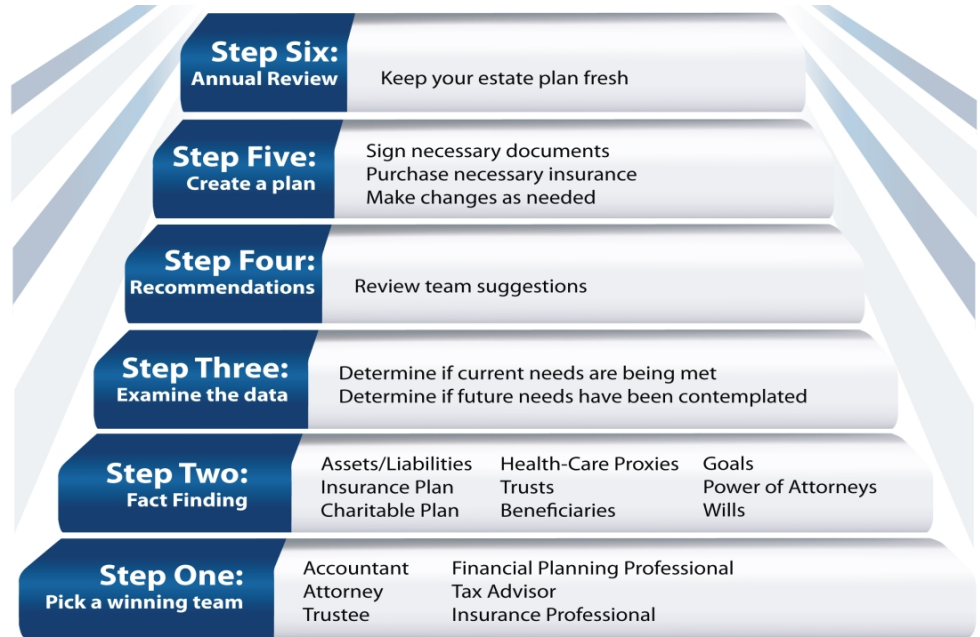 Step Six:
Annual Review
Keep your estate plan fresh
Step Five:
Create a plan
Sign necessary documents
Purchase necessary insurance
Make changes as needed
Step Four:
Recommendations
Review team suggestions
Step Three:
Examine the data
Determine if current needs are being met
Determine if future needs have been contemplated
Step Two:
Fact Finding
Assets/Liabilities Health-Care Proxies Goals
Insurance Plan Trusts Power of Attorneys
Charitable Plan Beneficiaries Wills
Step One:
Pick a winning team
Accountant Financial Planning Professional
Attorney Tax Advisor
Trustee Insurance Professional